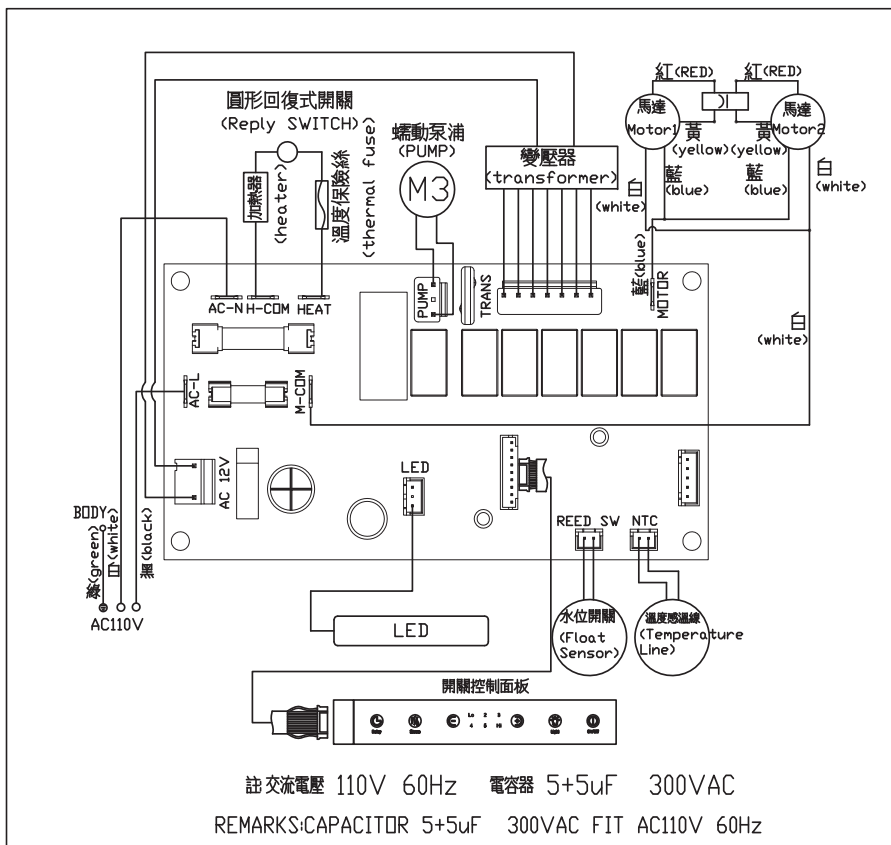 紅(RED)
紅(RED)
圓形回復式開關
(Reply SWITCH)
蠕動泵浦
(PUMP)
M3
變壓器
(transformer)
馬達
Motor1
馬達
Motor2
黃
(yellow)
黃
(yellow)
藍
(blue)
藍
(blue)
白
(white)
白
(white)
加熱器
(heater)
溫度保險絲
(thermal fuse)
藍(blue)
白
(white)
AC-N
H-COM
HEAT
PUMP
TRANS
MOTOR
AC-L
M-COM
AC 12V
LED
BODY
綠(green)
白(white)
黑(black)
AC110V
REED SW
NTC
LED
水位開關
(Float
Sensor)
溫度感溫線
(Temperature
Line)
開關控制面板
Lo 2 3
4 5 Hi
註 交流電壓 110V 60Hz 電容器 5+5uF 300VAC
REMARKS:CAPACITOR 5+5uF 300VAC FIT AC110V 60Hz